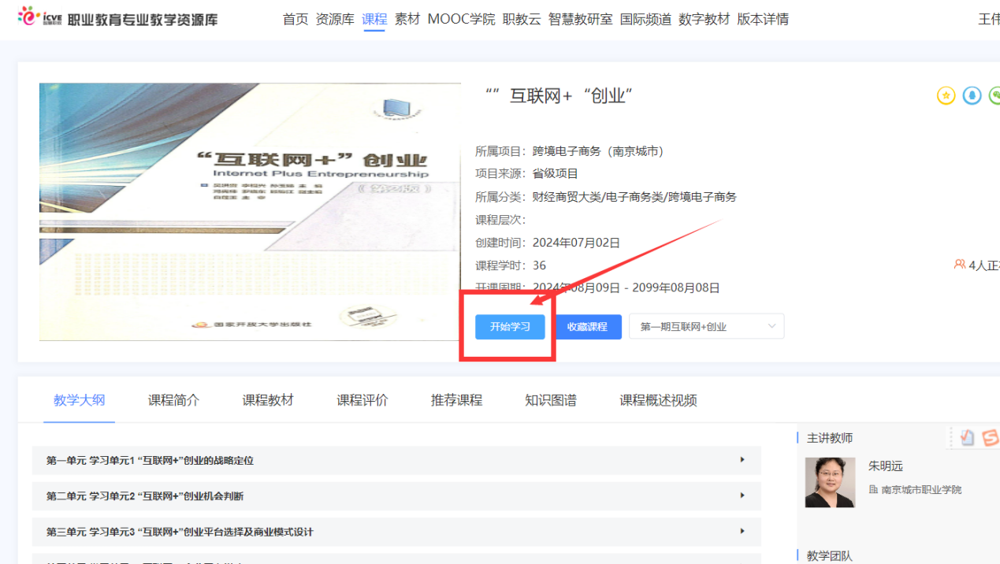 icve 智慧职教 职业教育专业教学资源库
首页 资源库 课程 素材 MOOC学院 职教云 智慧教研室 国际频道 数字教材 版本详情
王伟
“互联网+”创业
Internet Plus Entrepreneurship
(第2版)
国家开放大学出版社
“” 互联网+ “创业”
所属项目：跨境电子商务（南京城市）
项目来源：省级项目
所属分类：财经商贸大类/电子商务类/跨境电子商务
课程层次：
创建时间：2024年07月02日
课程学时：36
4人正在
开课周期：2024年08月09日 - 2099年08月08日
开始学习 收藏课程 第一期互联网+创业
教学大纲 课程简介 课程教材 课程评价 推荐课程 知识图谱 课程概述视频
第一单元 学习单元1 “互联网+”创业的战略定位
第二单元 学习单元2 “互联网+”创业机会判断
第三单元 学习单元3 “互联网+”创业平台选择及商业模式设计
主讲教师
朱明远
南京城市职业学院
教学团队